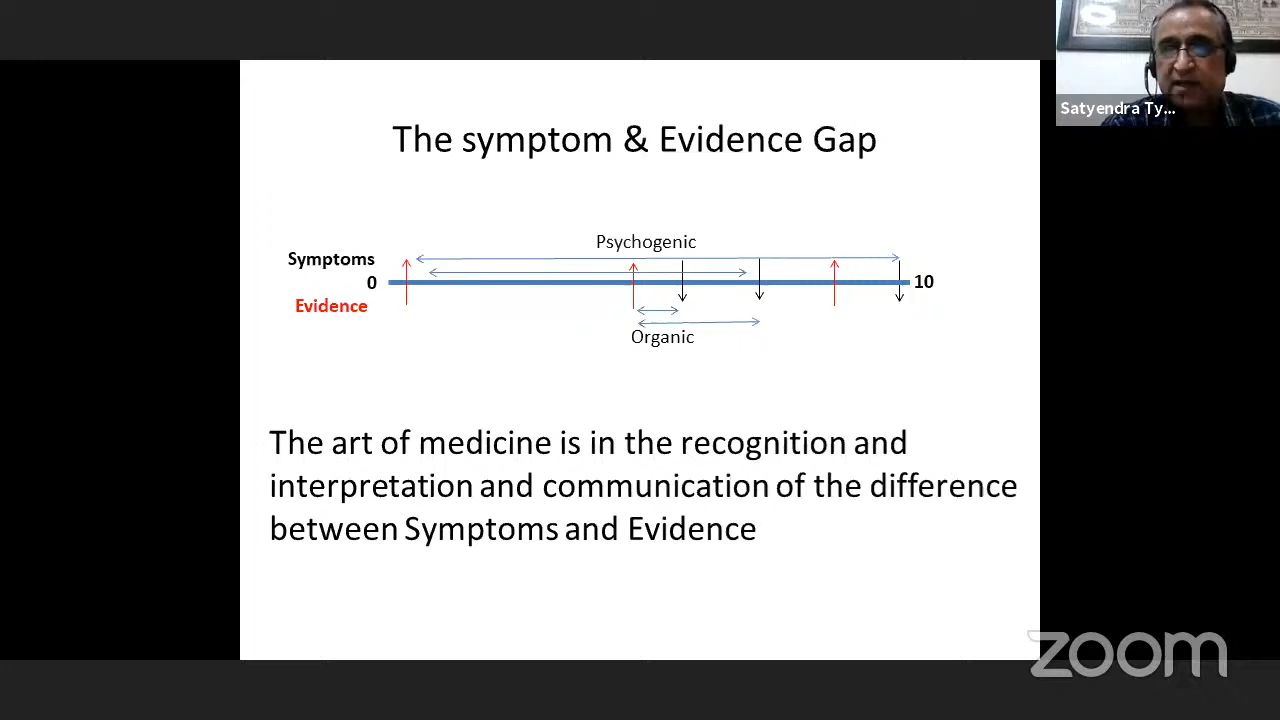 Satyendra Ty...
The symptom & Evidence Gap
Psychogenic
Symptoms
0
10
Evidence
Organic
The art of medicine is in the recognition and
interpretation and communication of the difference
between Symptoms and Evidence
zoom